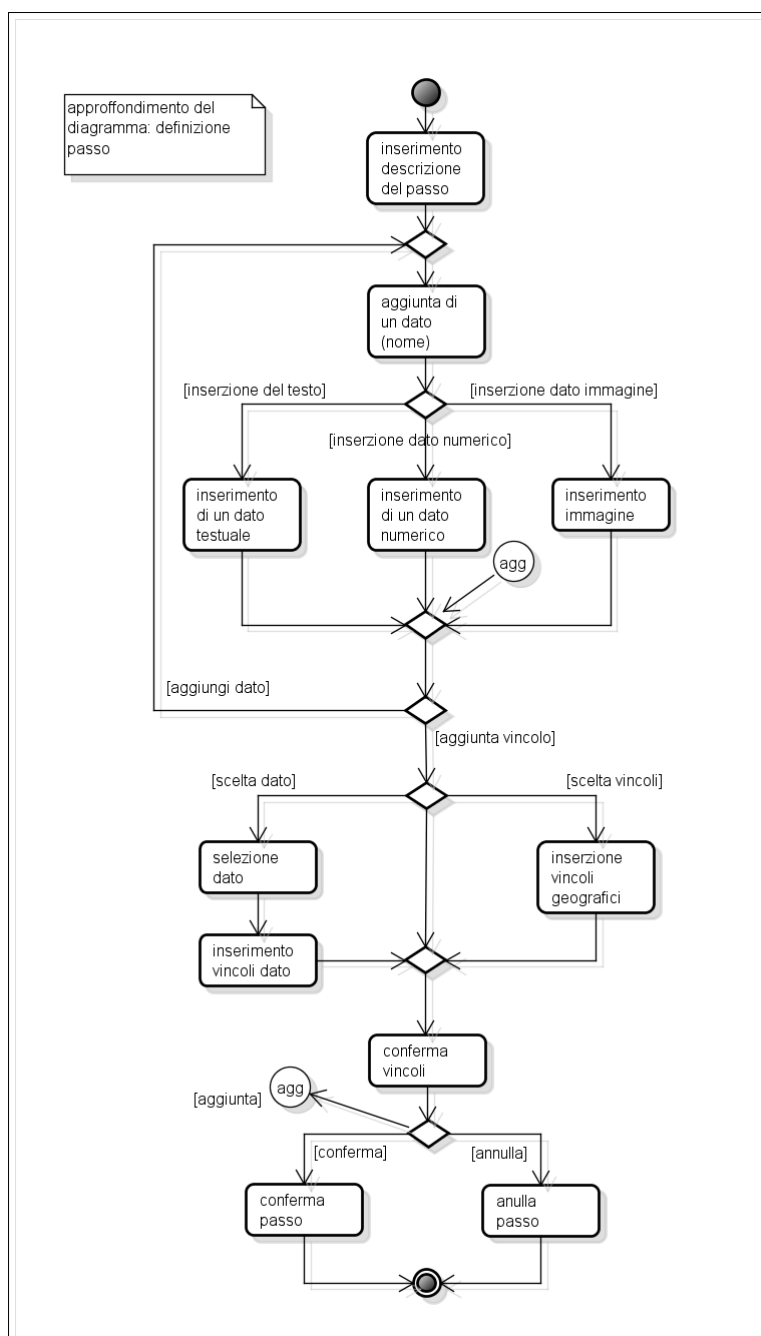 approffondimento del
diagramma: definizione
passo
inserimento
descrizione
del passo
aggiunta di
un dato
(nome)
[inserzione del testo]
[inserzione dato immagine]
[inserzione dato numerico]
inserimento
di un dato
testuale
inserimento
di un dato
numerico
inserimento
immagine
agg
[aggiungi dato]
[aggiunta vincolo]
[scelta dato]
[scelta vincoli]
selezione
dato
inserzione
vincoli
geografici
inserimento
vincoli dato
conferma
vincoli
agg
[aggiunta]
[conferma]
[annulla]
conferma
passo
anulla
passo